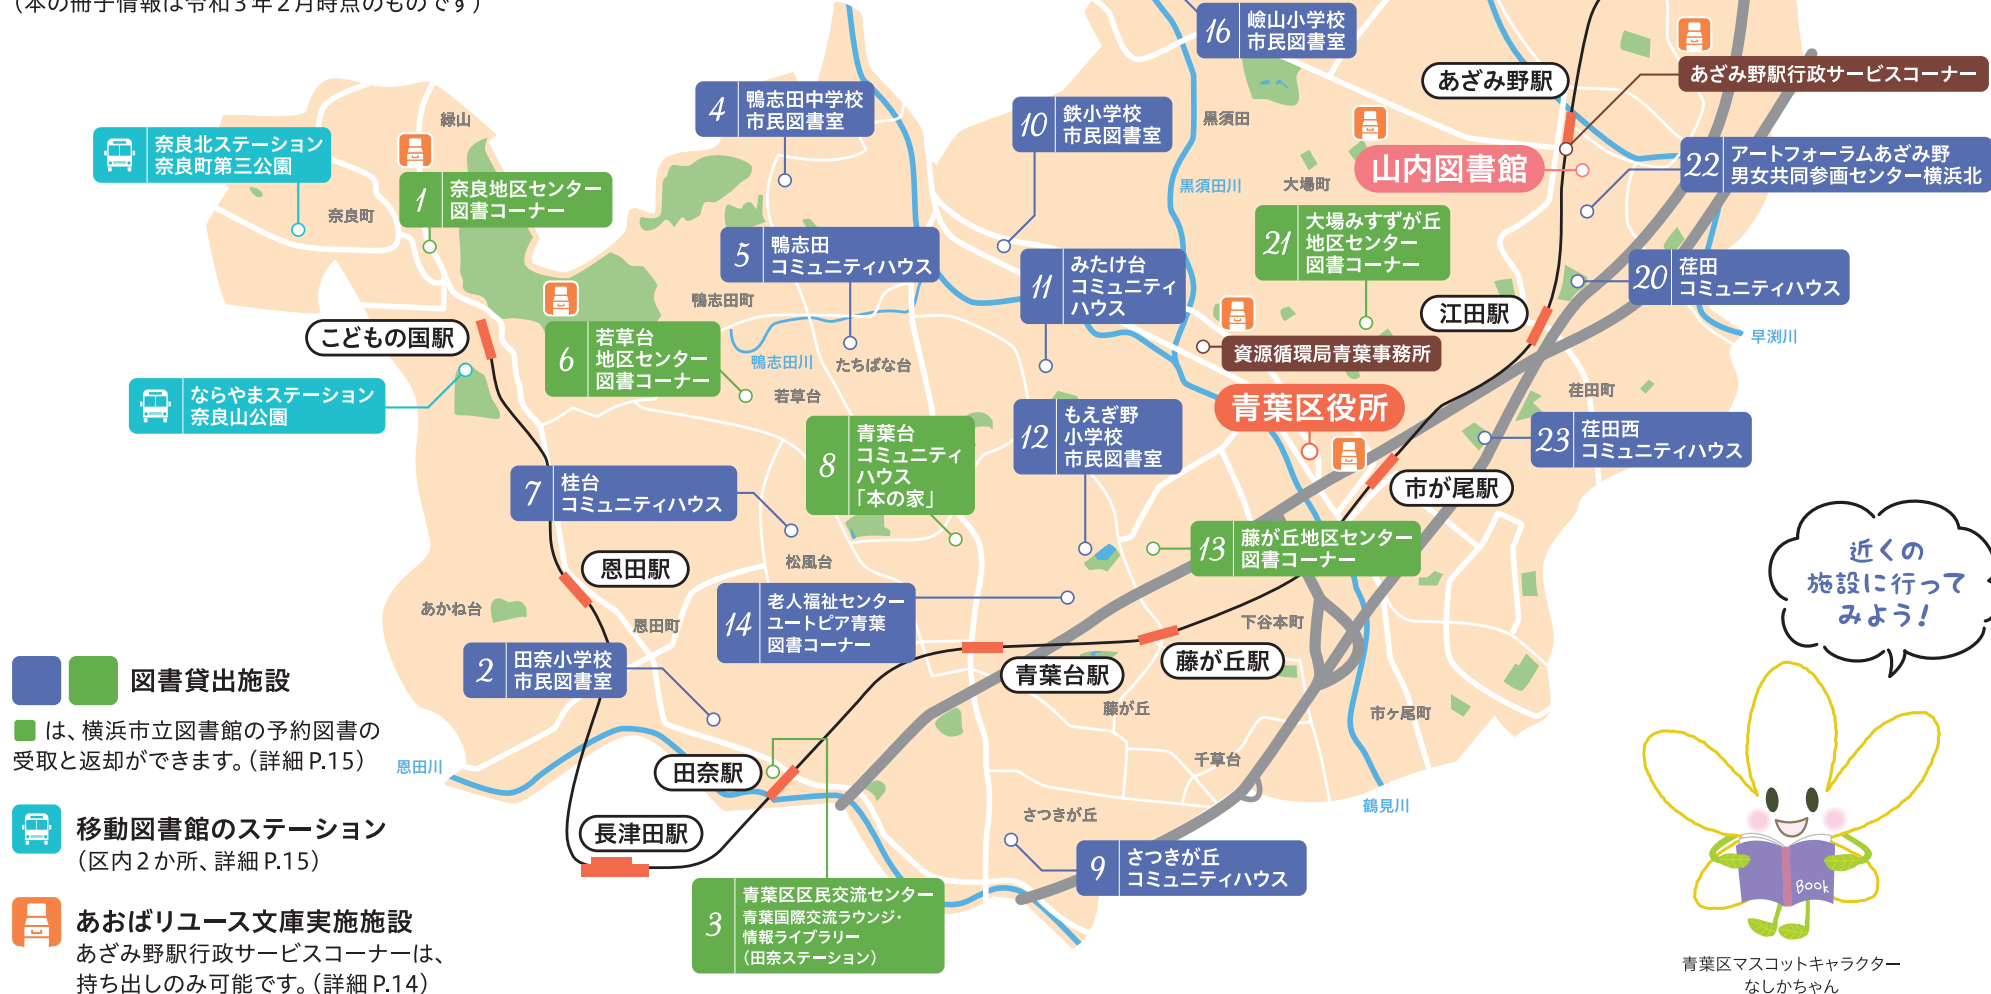 （本の冊子情報は令和3年2月時点のものです）
16 嶮山小学校
市民図書室
あざみ野駅
あざみ野駅行政サービスコーナー
4 鴨志田中学校
市民図書室
10 鉄小学校
市民図書室
黒須田
緑山
奈良北ステーション
奈良町第三公園
山内図書館
22 アートフォーラムあざみ野
男女共同参画センター横浜北
1 奈良地区センター
図書コーナー
奈良町
黒須田川
大場町
5 鴨志田
コミュニティハウス
21 大場みすずが丘
地区センター
図書コーナー
11 みたけ台
コミュニティ
ハウス
20 荏田
コミュニティハウス
鴨志田町
江田駅
早渕川
こどもの国駅
6 若草台
地区センター
図書コーナー
鴨志田川
たちばな台
資源循環局青葉事務所
ならやまステーション
奈良山公園
若草台
青葉区役所
荏田町
8 青葉台
コミュニティ
ハウス
「本の家」
12 もえぎ野
小学校
市民図書室
23 荏田西
コミュニティハウス
7 桂台
コミュニティハウス
市が尾駅
松風台
13 藤が丘地区センター
図書コーナー
恩田駅
あかね台
恩田町
14 老人福祉センター
ユートピア青葉
図書コーナー
下谷本町
2 田奈小学校
市民図書室
青葉台駅
藤が丘駅
藤が丘
市ケ尾町
千草台
恩田川
田奈駅
鶴見川
さつきが丘
長津田駅
9 さつきが丘
コミュニティハウス
3 青葉区区民交流センター
青葉国際交流ラウンジ・
情報ライブラリー
（田奈ステーション）
図書貸出施設
は、横浜市立図書館の予約図書の
受取と返却ができます。（詳細P.15）
移動図書館のステーション
（区内2か所、詳細P.15）
あおばリユース文庫実施施設
あざみ野駅行政サービスコーナーは、
持ち出しのみ可能です。（詳細P.14）
近くの
施設に行って
みよう！
Book
青葉区マスコットキャラクター
なしかちゃん